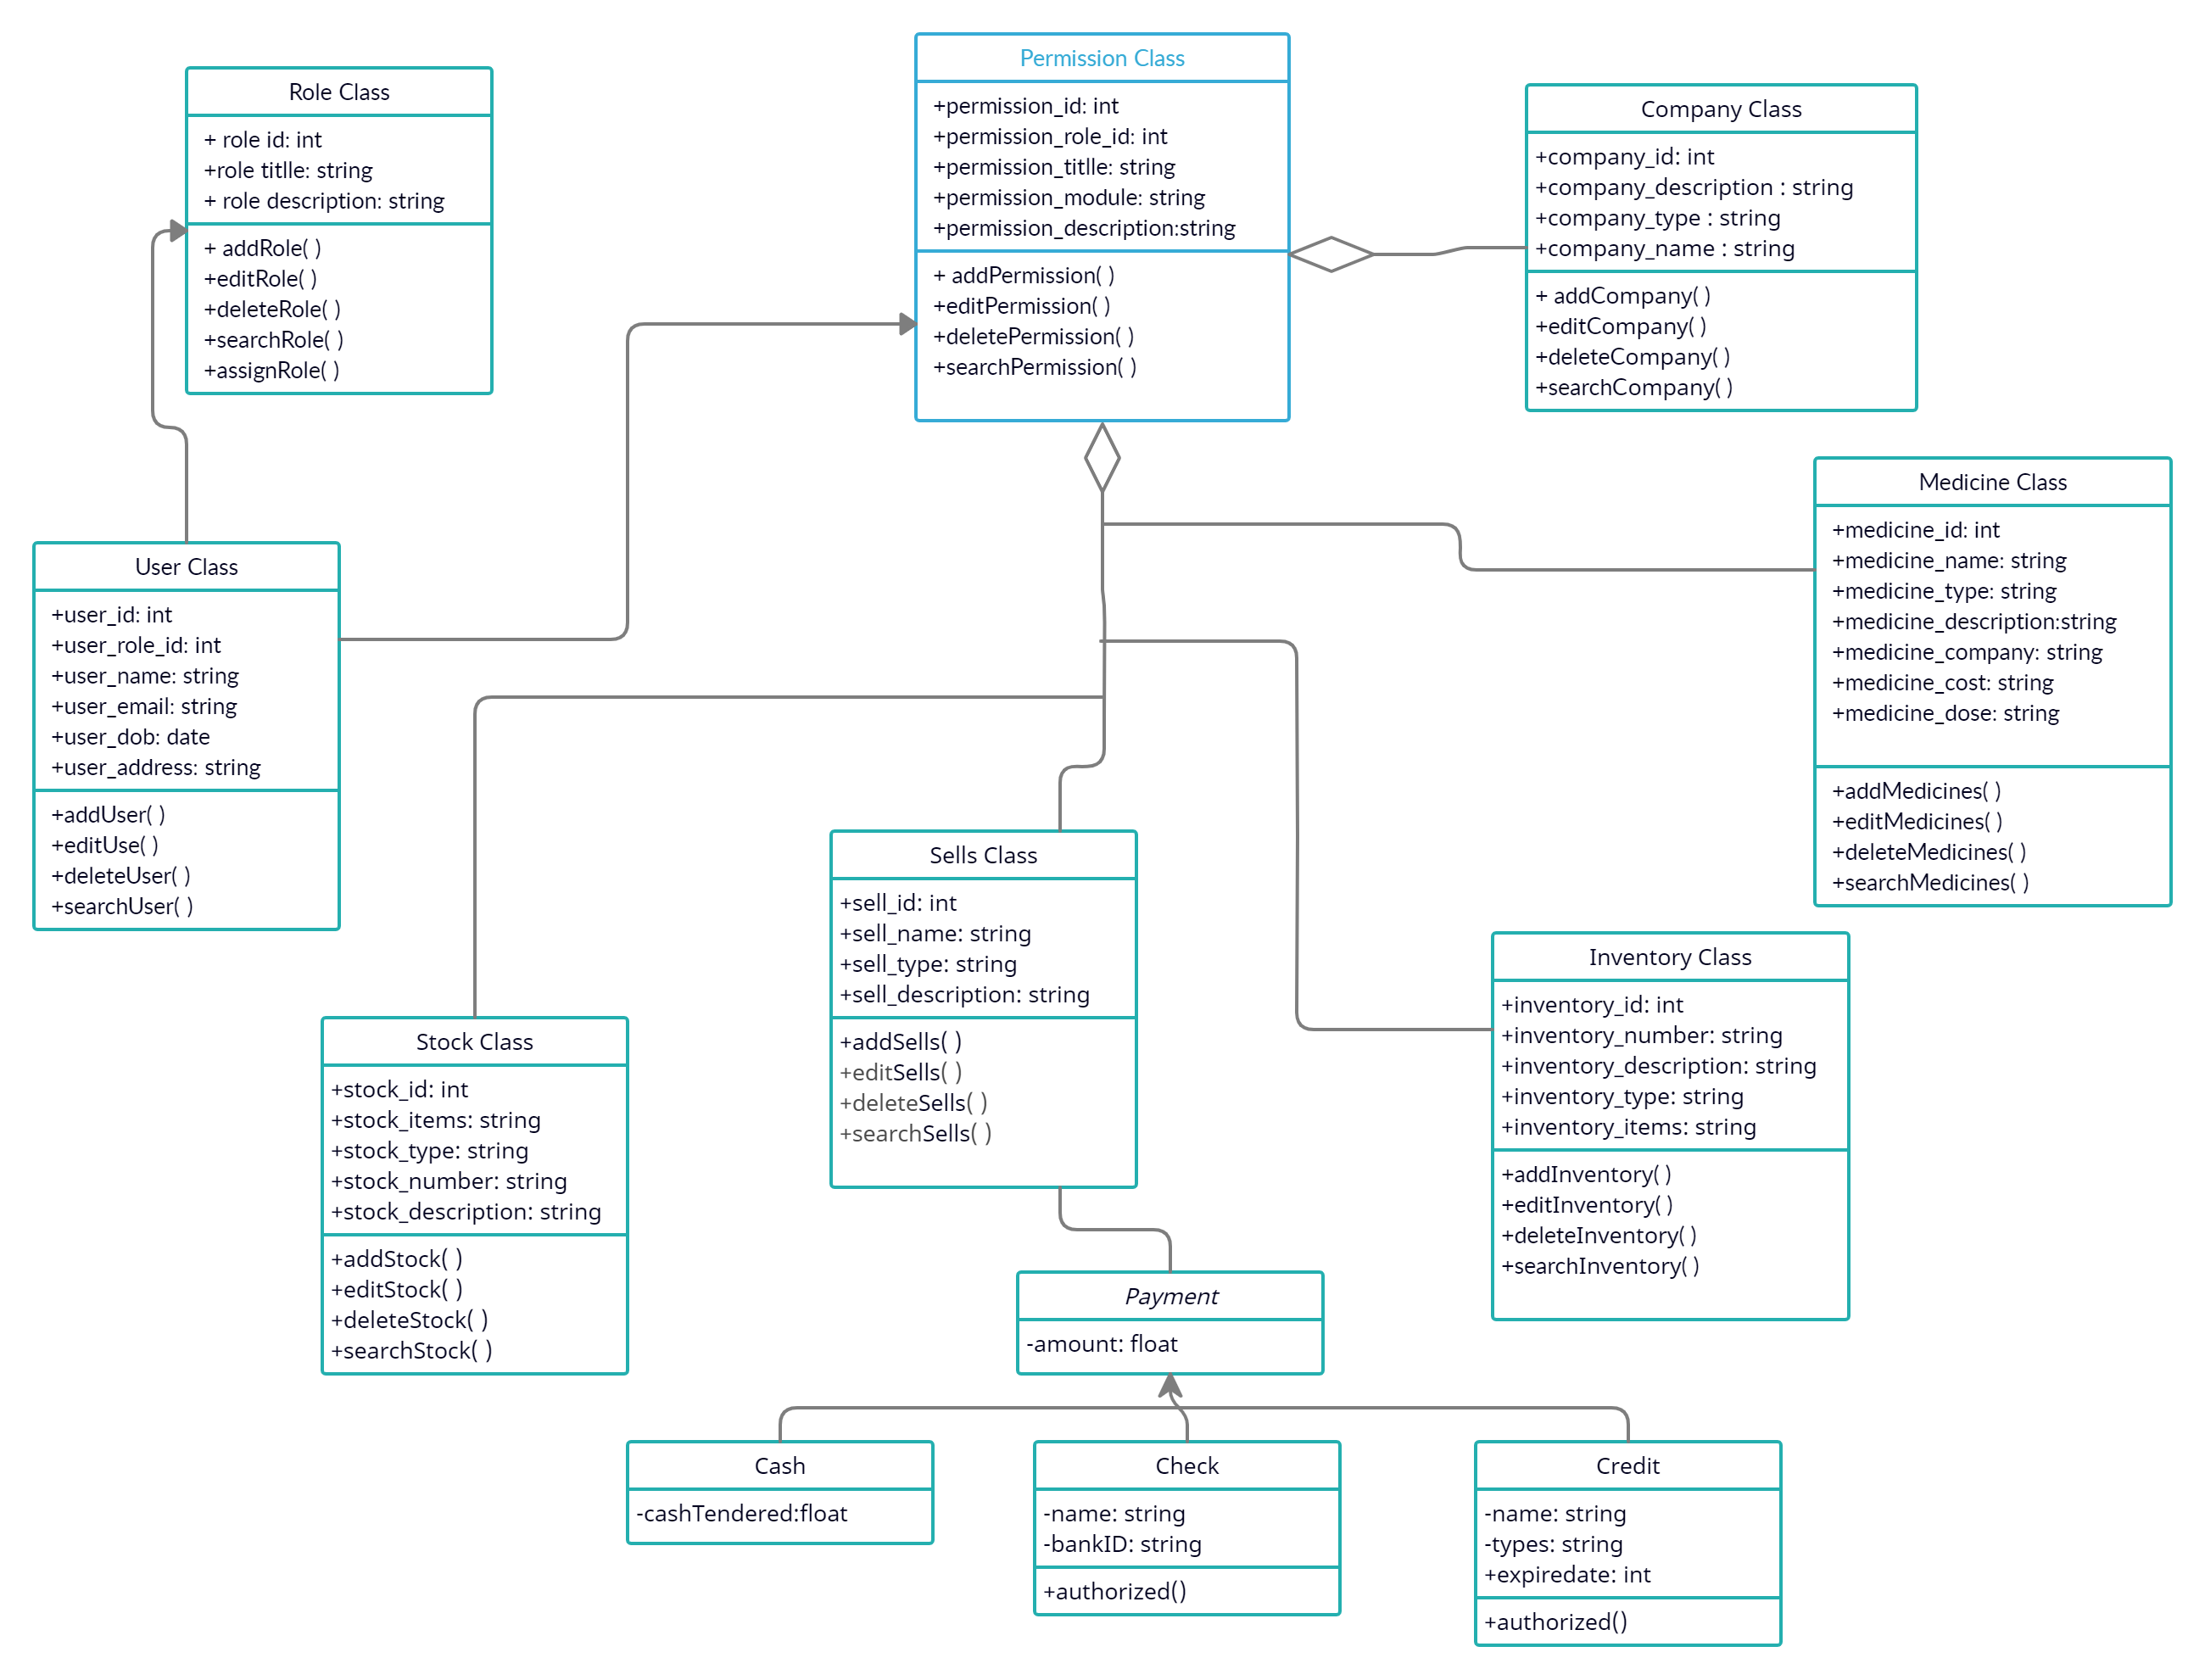 Role Class
+ role id: int
+role titlle: string
+ role description: string
+ addRole( )
+editRole( )
+deleteRole( )
+searchRole( )
+assignRole( )
Permission Class
+permission_id: int
+permission_role_id: int
+permission_titlle: string
+permission_module: string
+permission_description:string
+ addPermission( )
+editPermission( )
+deletePermission( )
+searchPermission( )
Company Class
+company_id: int
+company_description : string
+company_type : string
+company_name : string
+ addCompany( )
+editCompany( )
+deleteCompany( )
+searchCompany( )
User Class
+user_id: int
+user_role_id: int
+user_name: string
+user_email: string
+user_dob: date
+user_address: string
+addUser( )
+editUse( )
+deleteUser( )
+searchUser( )
Medicine Class
+medicine_id: int
+medicine_name: string
+medicine_type: string
+medicine_description:string
+medicine_company: string
+medicine_cost: string
+medicine_dose: string
+addMedicines( )
+editMedicines( )
+deleteMedicines( )
+searchMedicines( )
Sells Class
+sell_id: int
+sell_name: string
+sell_type: string
+sell_description: string
+addSells( )
+editSells( )
+deleteSells( )
+searchSells( )
Inventory Class
+inventory_id: int
+inventory_number: string
+inventory_description: string
+inventory_type: string
+inventory_items: string
+addInventory( )
+editInventory( )
+deleteInventory( )
+searchInventory( )
Stock Class
+stock_id: int
+stock_items: string
+stock_type: string
+stock_number: string
+stock_description: string
+addStock( )
+editStock( )
+deleteStock( )
+searchStock( )
Payment
-amount: float
Cash
-cashTendered:float
Check
-name: string
-bankID: string
+authorized()
Credit
-name: string
-types: string
+expiredate: int
+authorized()